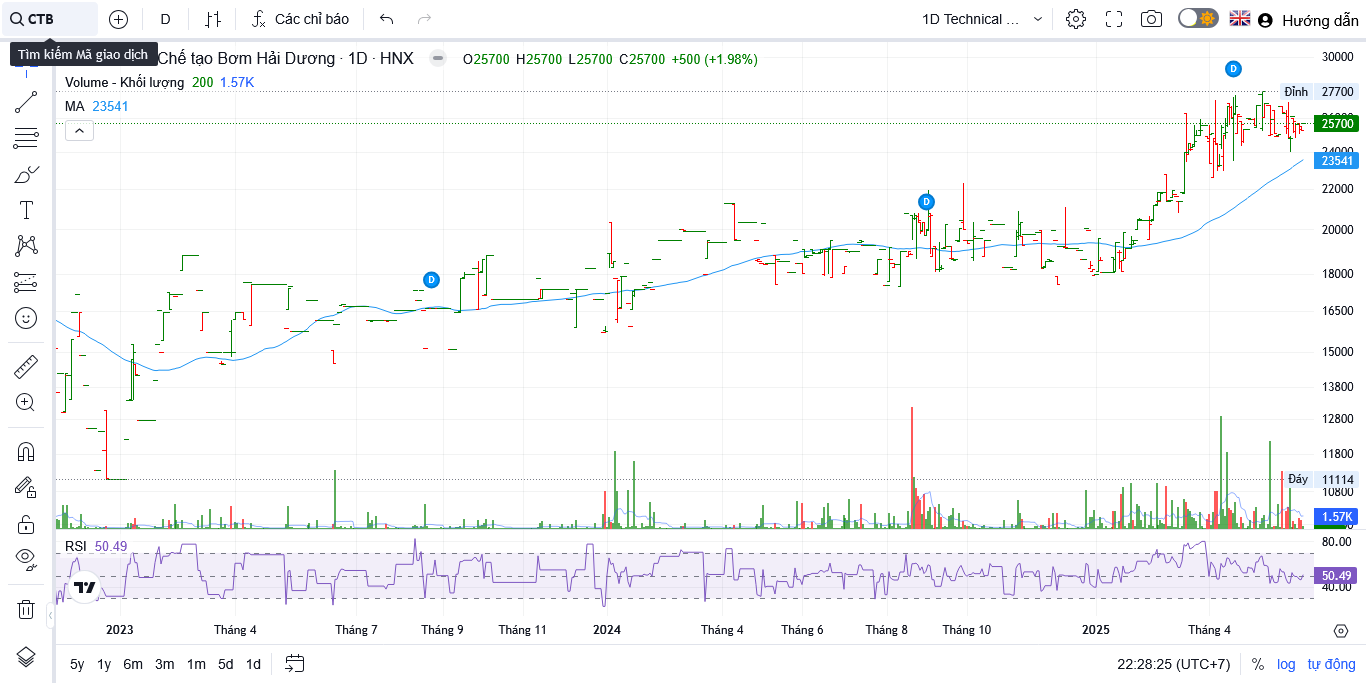 CTB
D
Các chỉ báo
1D Technical ...
Hướng dẫn
Tìm kiếm Mã giao dịch
Chế tạo Bơm Hải Dương · 1D · HNX
O25700 H25700 L25700 C25700 +500 (+1.98%)
Volume - Khối lượng 200 1.57K
MA 23541
D
D
D
30000
Đỉnh 27700
25700
24000
23541
22000
20000
18000
16500
15000
13800
12800
11800
Đáy 11114
10800
1.57K
RSI 50.49
80.00
50.49
40.00
2023
Tháng 4
Tháng 7
Tháng 9
Tháng 11
2024
Tháng 4
Tháng 6
Tháng 8
Tháng 10
2025
Tháng 4
5y 1y 6m 3m 1m 5d 1d
22:28:25 (UTC+7)
% log tự động